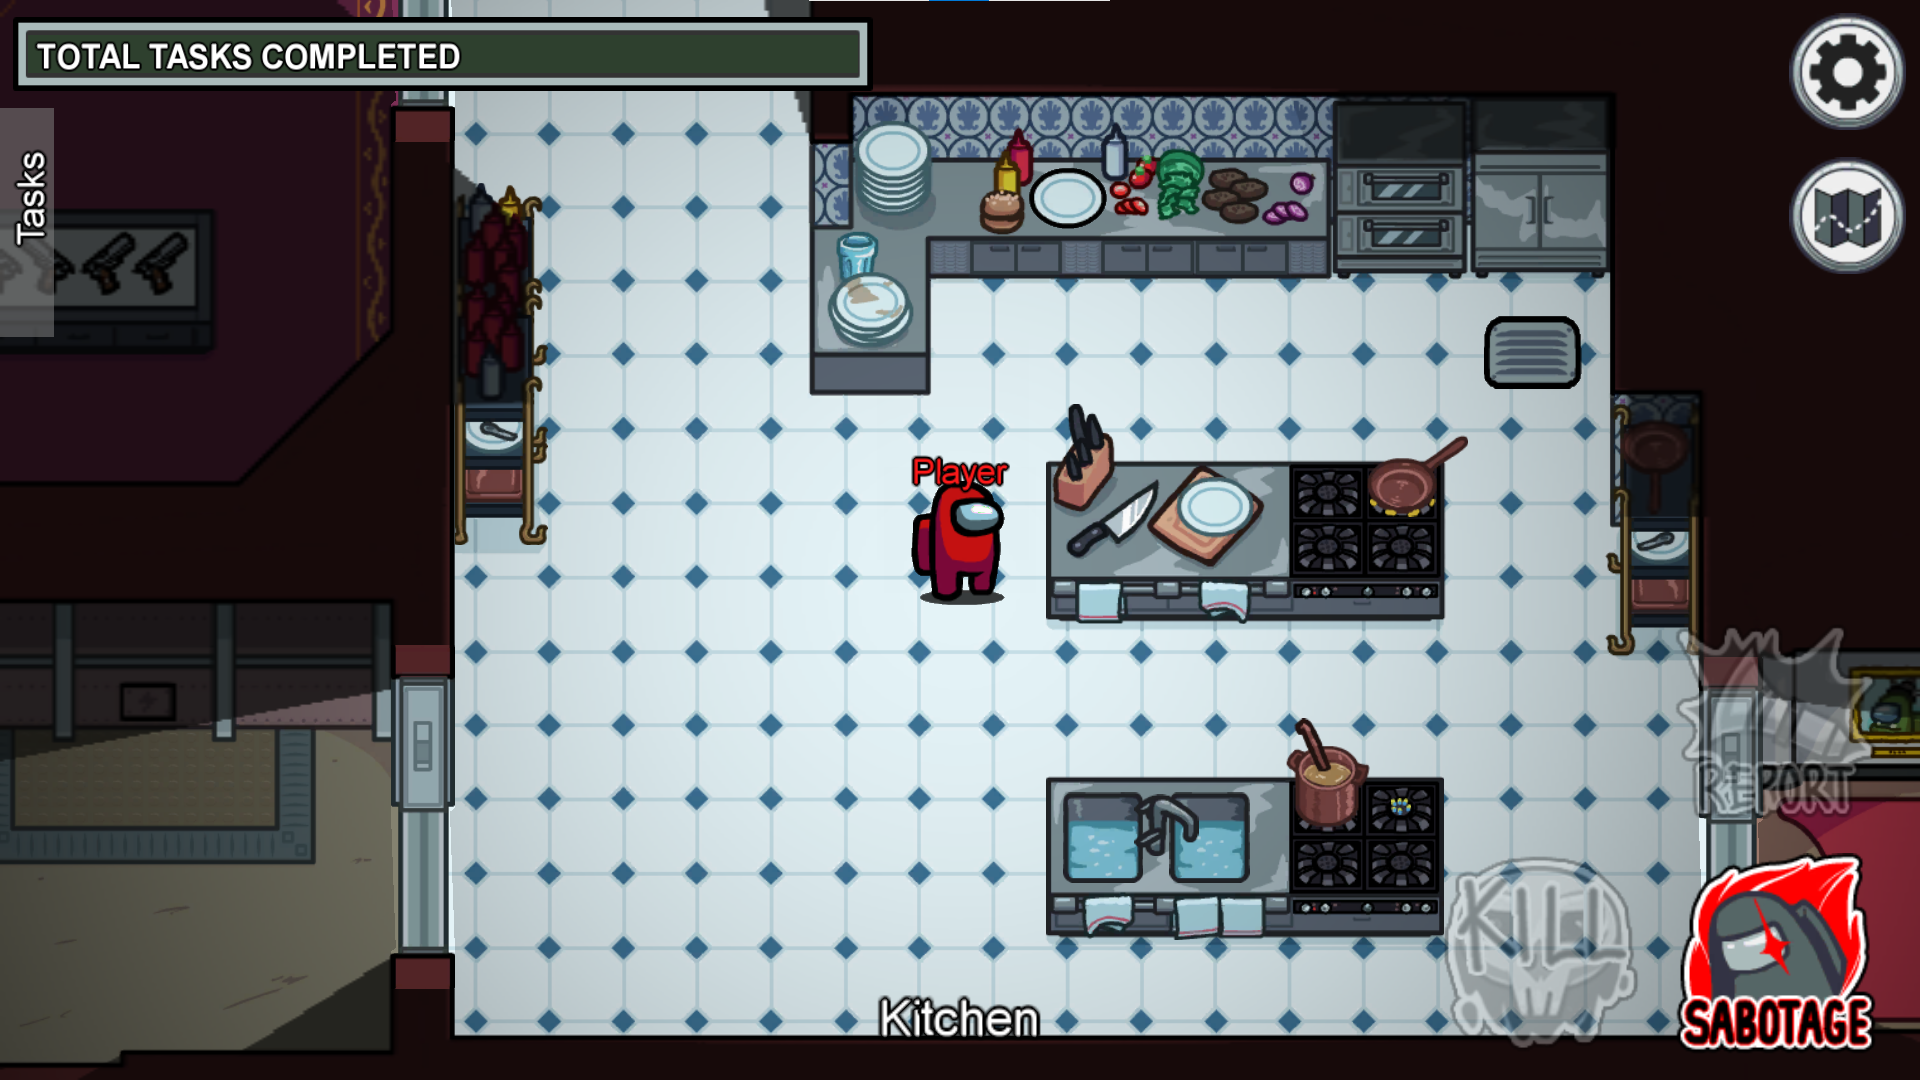 TOTAL TASKS COMPLETED
Tasks
Player
REPORT
KILL
SABOTAGE
Kitchen